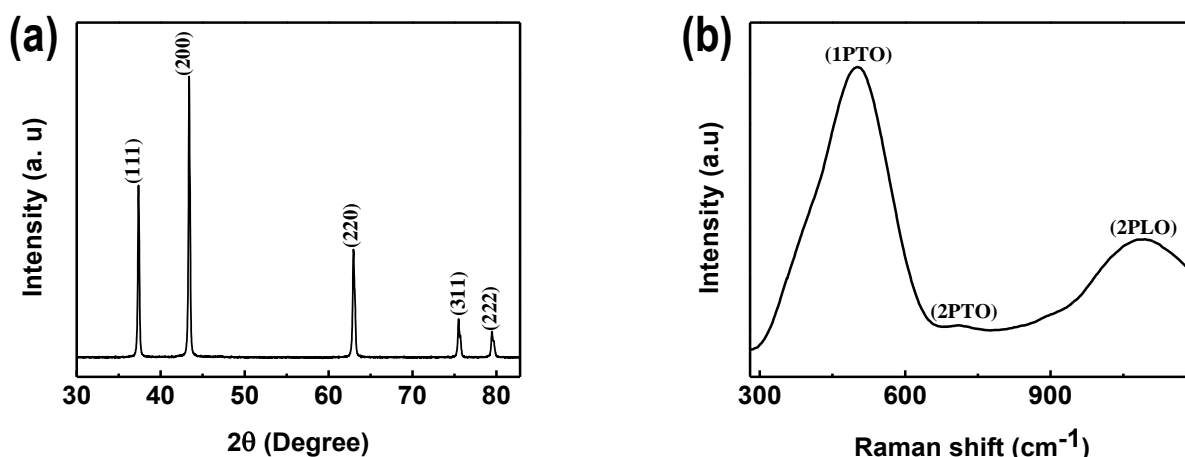 (a)
Intensity (a. u)
(111)
(200)
(220)
(311)
(222)
30 40 50 60 70 80
2θ (Degree)
(b)
Intensity (a.u)
(1PTO)
(2PTO)
(2PLO)
300 600 900
Raman shift (cm⁻¹)